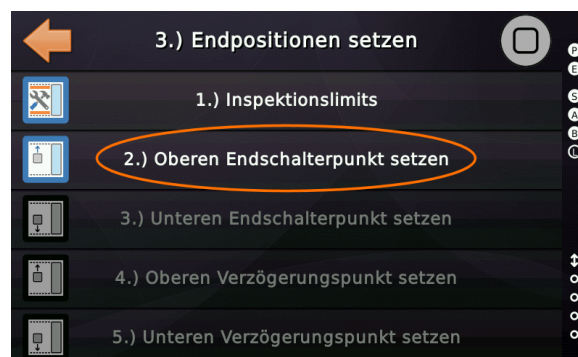 3.) Endpositionen setzen
1.) Inspektionslimits
2.) Oberen Endschalterpunkt setzen
3.) Unteren Endschalterpunkt setzen
4.) Oberen Verzögerungspunkt setzen
5.) Unteren Verzögerungspunkt setzen
P
E
S
A
B
L